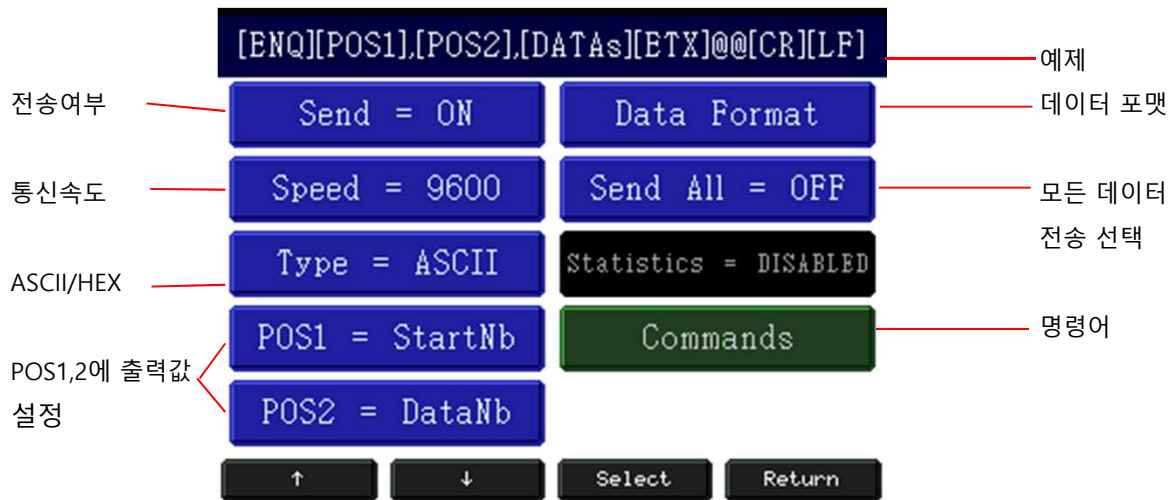 [ENQ][POS1],[POS2],[DATAs][ETX]@@[CR][LF]
예제
전송여부
Send = ON
Data Format
데이터 포맷
통신속도
Speed = 9600
Send All = OFF
모든 데이터
전송 선택
ASCII/HEX
Type = ASCII
Statistics = DISABLED
POS1 = StartNb
Commands
명령어
POS1,2에 출력값
설정
POS2 = DataNb
↑
↓
Select
Return